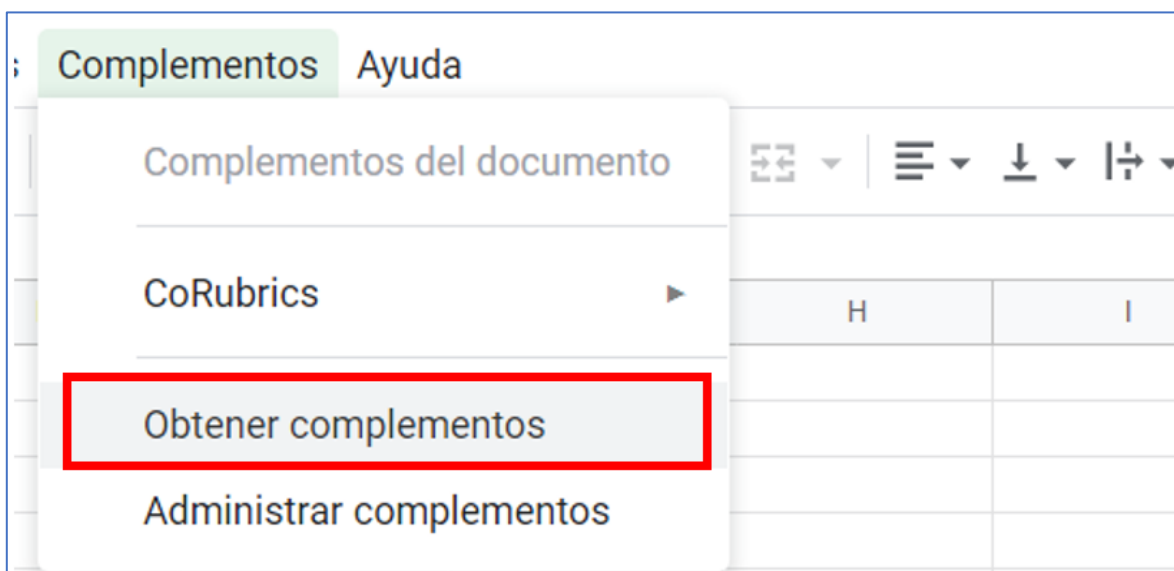 s Complementos Ayuda
Complementos del documento
CoRubrics
H I
Obtener complementos
Administrar complementos